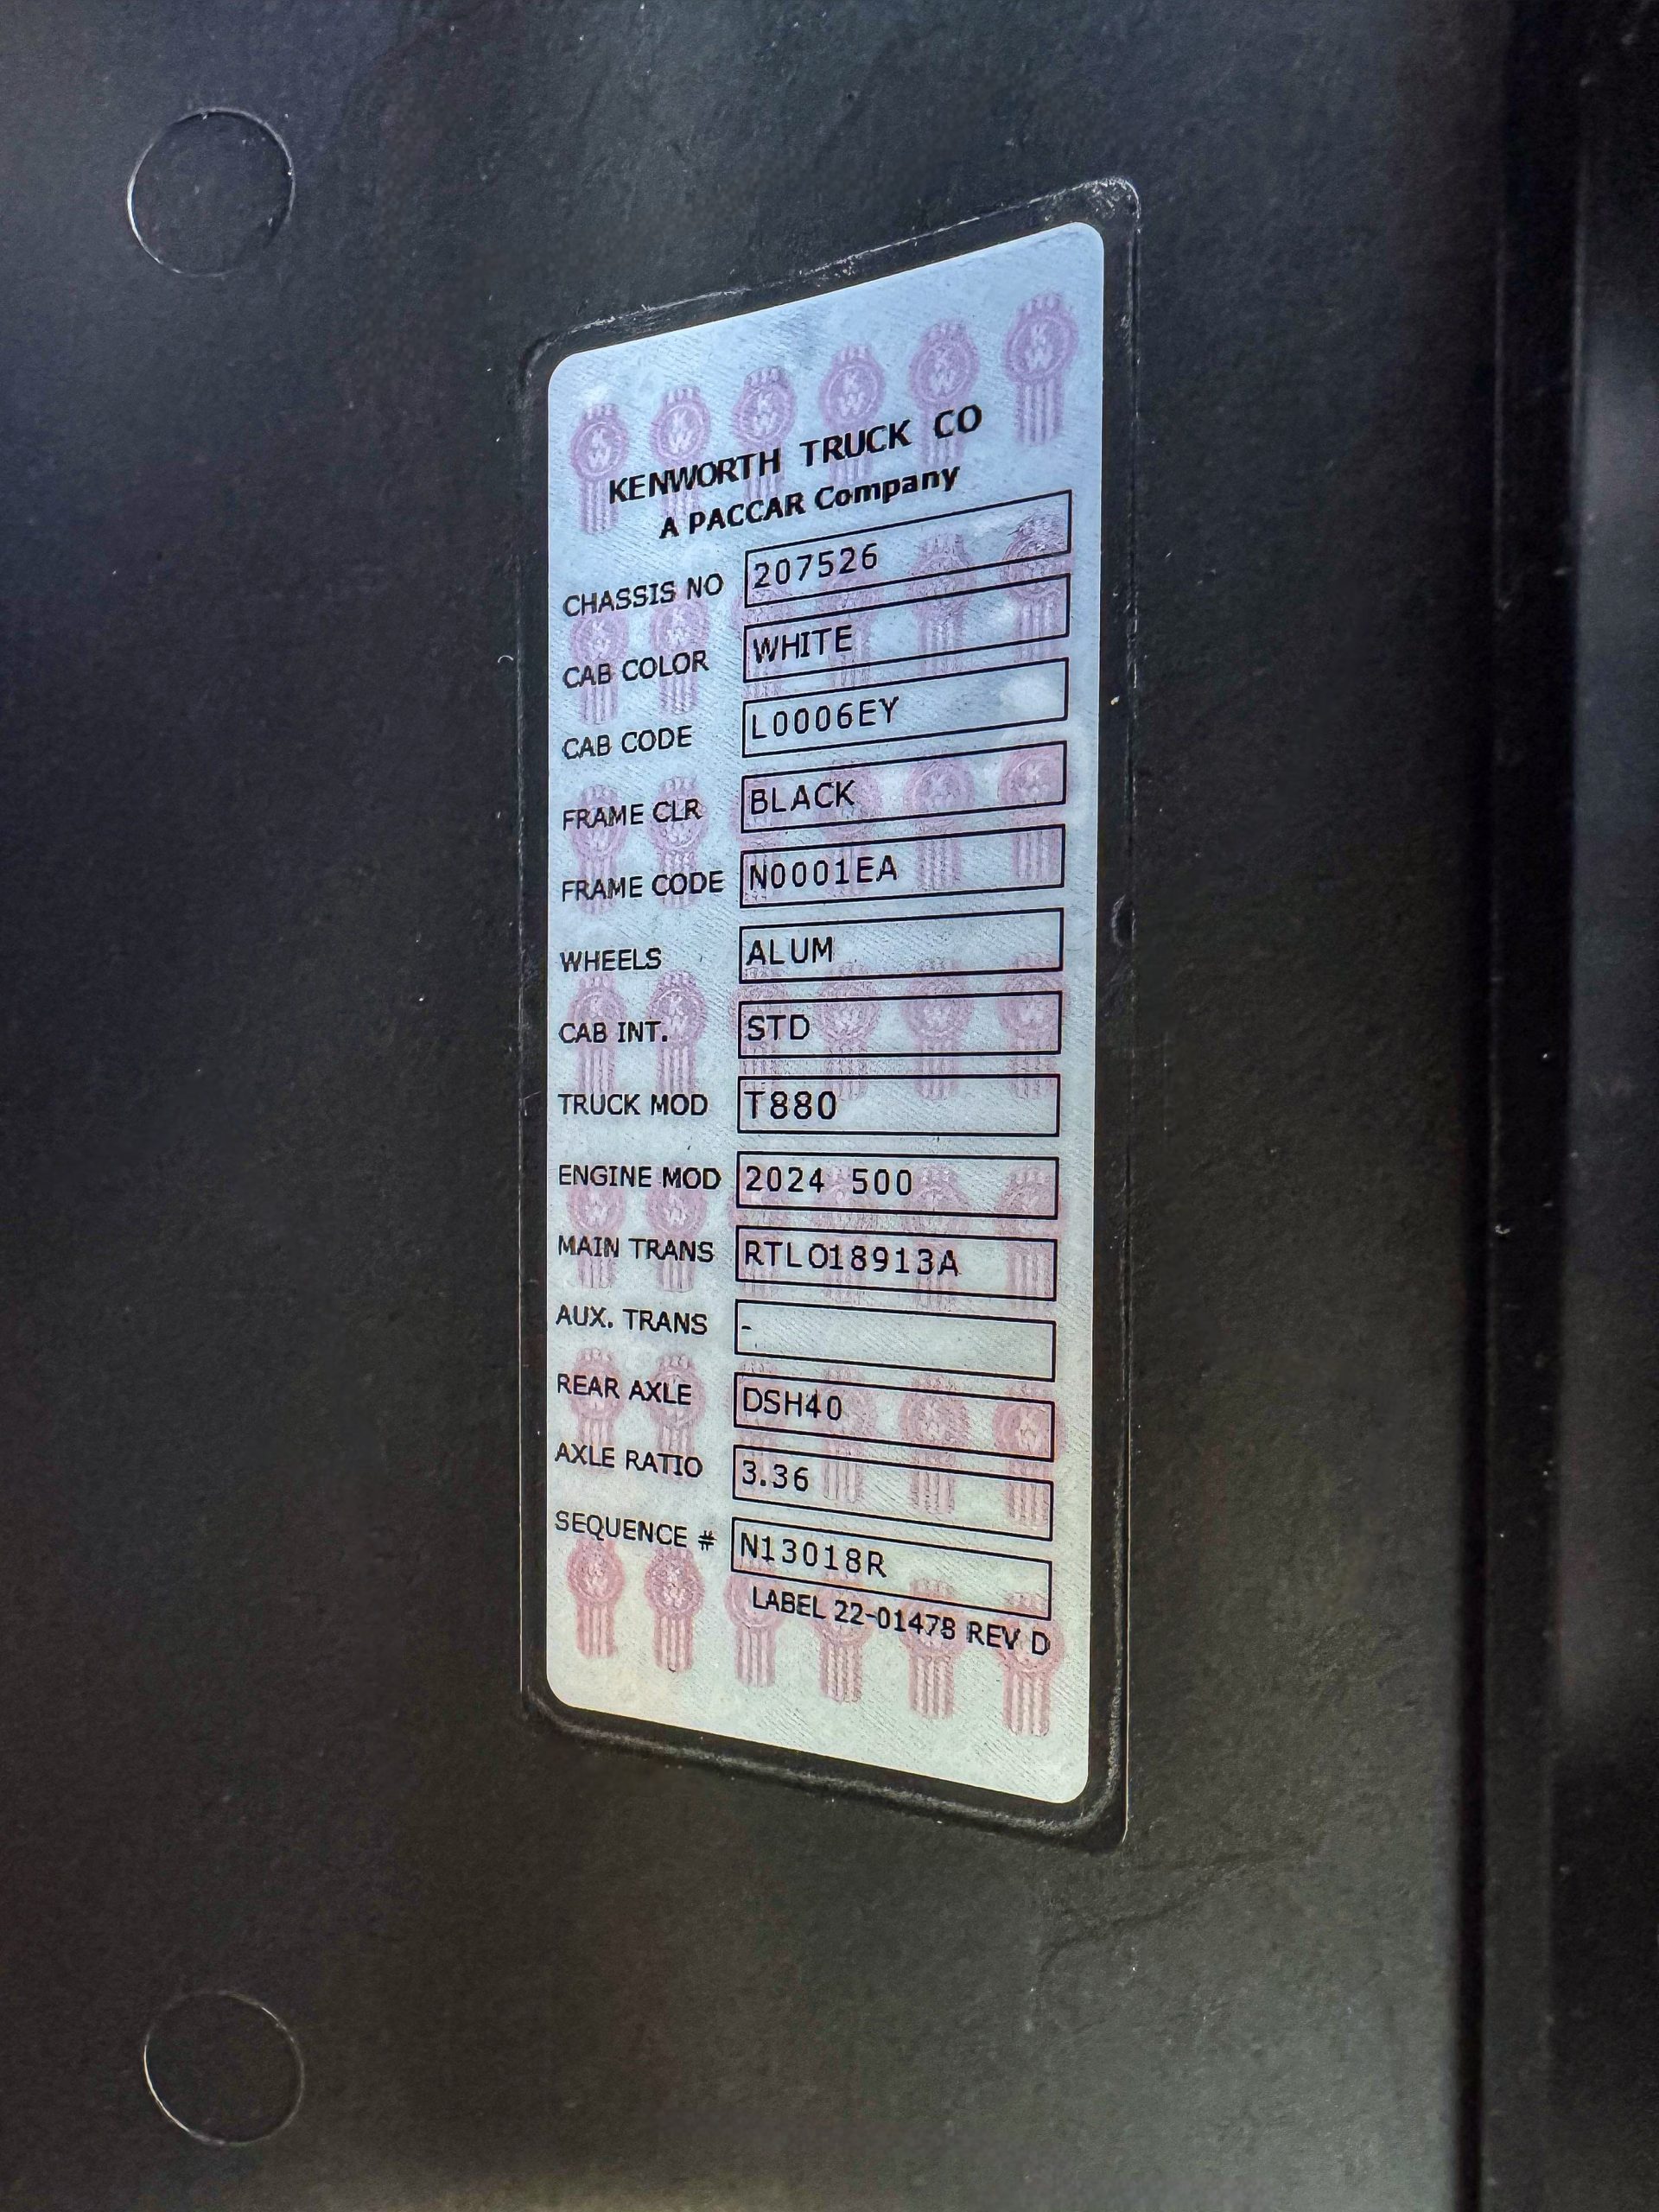 KENWORTH TRUCK CO
A PACCAR Company
CHASSIS NO 207526
CAB COLOR WHITE
CAB CODE L0006EY
FRAME CLR BLACK
FRAME CODE N0001EA
WHEELS ALUM
CAB INT. STD
TRUCK MOD T880
ENGINE MOD 2024 500
MAIN TRANS RTLO18913A
AUX. TRANS -
REAR AXLE DSH40
AXLE RATIO 3.36
SEQUENCE # N13018R
LABEL 22-01478 REV D